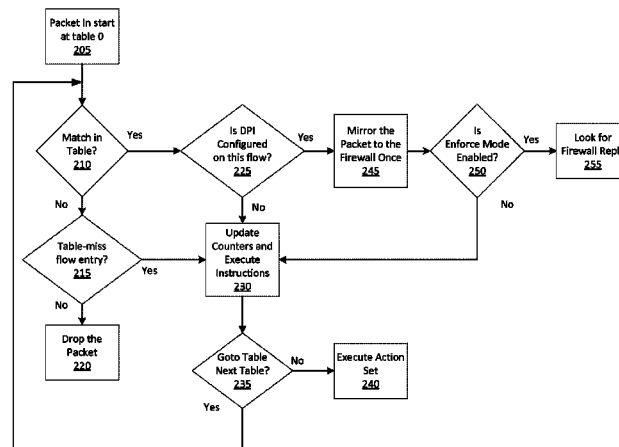 Packet In start
at table 0
205
Match in
Table?
210
Yes
Is DPI
Configured
on this flow?
225
Yes
Mirror the
Packet to the
Firewall Once
245
Is
Enforce Mode
Enabled?
250
Yes
Look for
Firewall Repl
255
No
No
No
Table-miss
flow entry?
215
Yes
Update
Counters and
Execute
Instructions
230
No
Drop the
Packet
220
Goto Table
Next Table?
235
No
Execute Action
Set
240
Yes